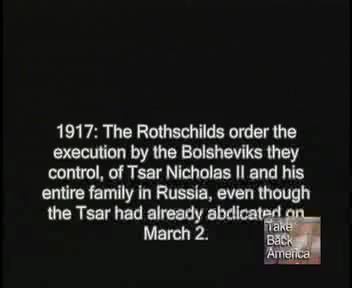 1917: The Rothschilds order the
execution by the Bolsheviks they
control, of Tsar Nicholas II and his
entire family in Russia, even though
the Tsar had already abdicated on
March 2.
Take
Back
America